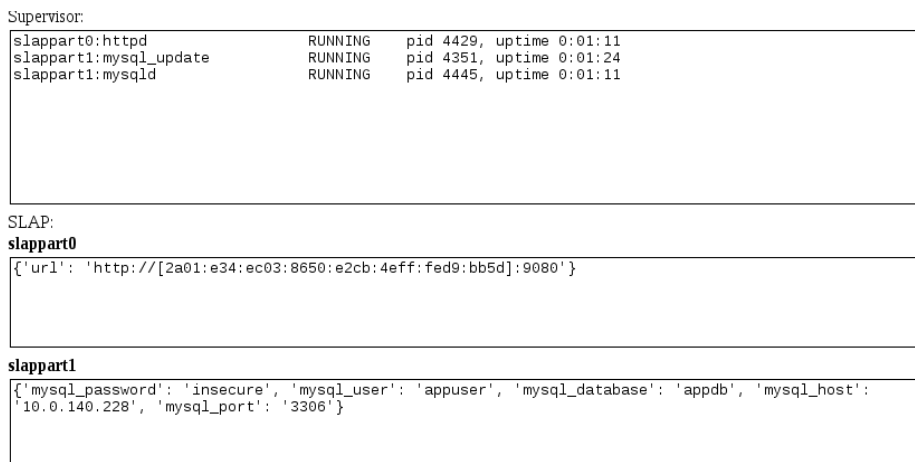 Supervisor:
slappart0:httpd RUNNING pid 4429, uptime 0:01:11
slappart1:mysql_update RUNNING pid 4351, uptime 0:01:24
slappart1:mysqld RUNNING pid 4445, uptime 0:01:11
SLAP:
slappart0
{'url': 'http://[2a01:e34:ec03:8650:e2cb:4eff:fed9:bb5d]:9080'}
slappart1
{'mysql_password': 'insecure', 'mysql_user': 'appuser', 'mysql_database': 'appdb', 'mysql_host':
'10.0.140.228', 'mysql_port': '3306'}